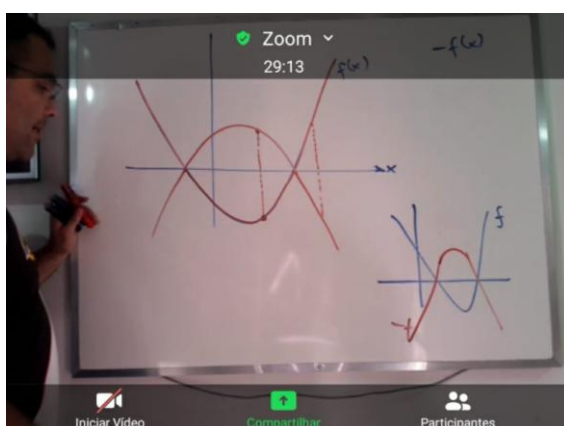 Zoom
29:13
-f(x)
f(x)
x
f
-f
Iniciar Vídeo
Compartilhar
Participantes